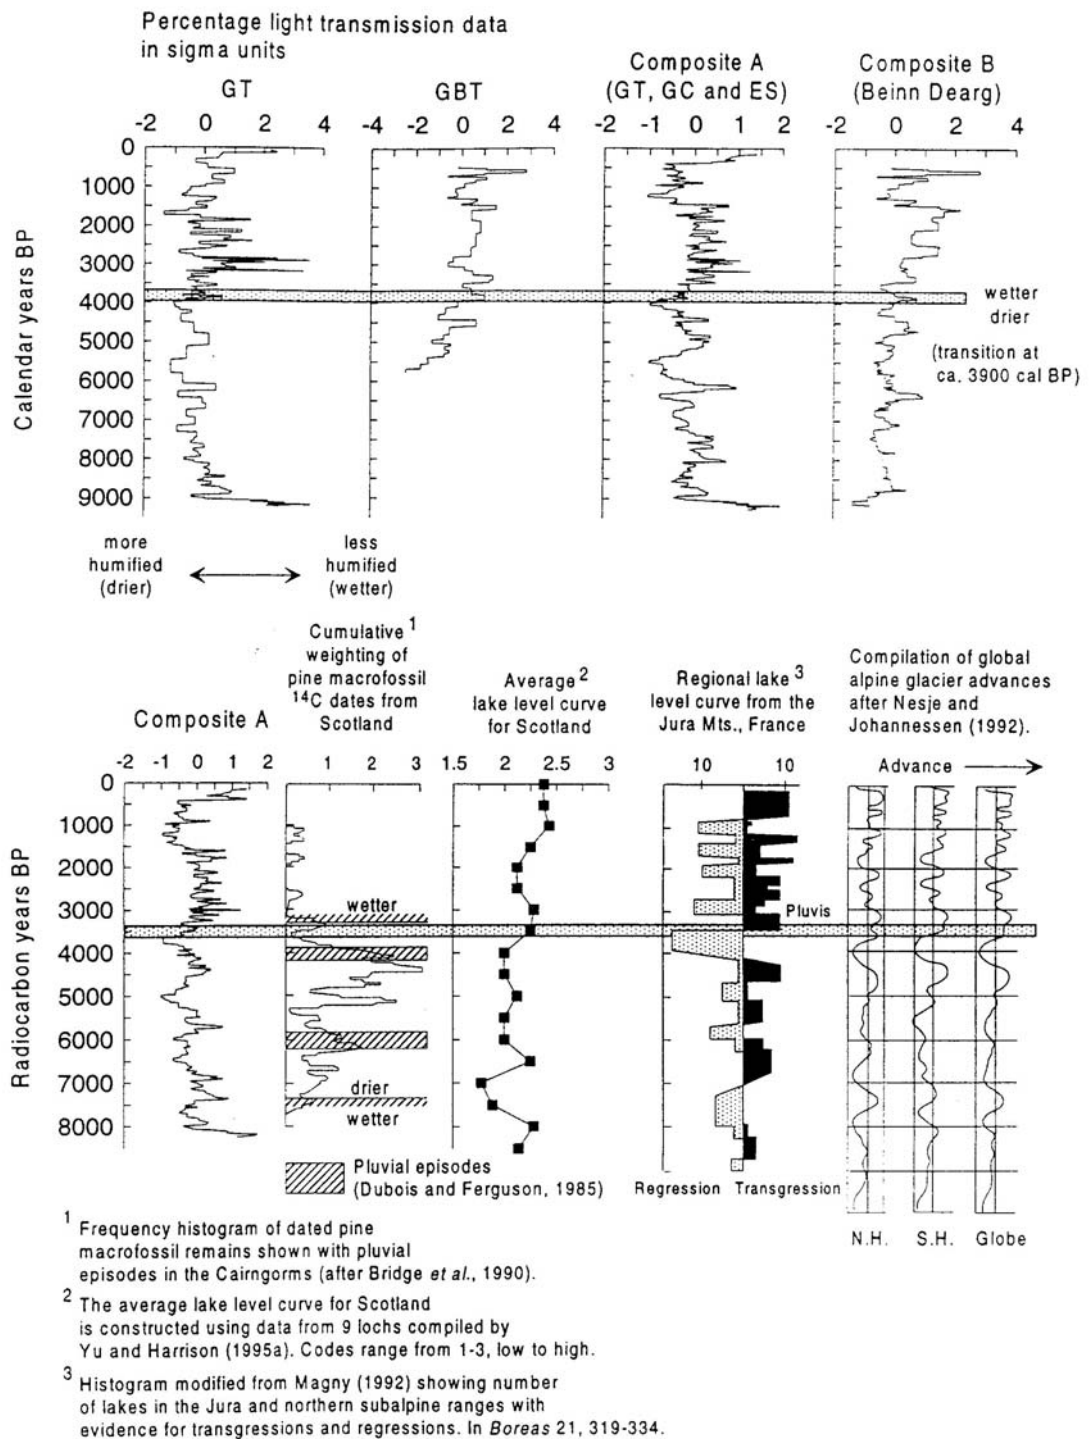 Percentage light transmission data
in sigma units
GT
GBT
Composite A
(GT, GC and ES)
Composite B
(Beinn Dearg)
-2 0 2 4
-2 0 2 4
-2 -1 0 1 2
-2 0 2 4
Calendar years BP
0
1000
2000
3000
4000
5000
6000
7000
8000
9000
wetter
drier
(transition at
ca. 3900 cal BP)
more
humified
(drier)
less
humified
(wetter)
Composite A
Cumulative 1
weighting of
pine macrofossil
14C dates from
Scotland
Average 2
lake level curve
for Scotland
Regional lake 3
level curve from the
Jura Mts., France
Compilation of global
alpine glacier advances
after Nesje and
Johannessen (1992).
Advance
-2 -1 0 1 2
1 2 3
1.5 2 2.5 3
10 10
Radiocarbon years BP
0
1000
2000
3000
4000
5000
6000
7000
8000
wetter
drier
wetter
Pluvis
Pluvial episodes
(Dubois and Ferguson, 1985)
Regression Transgression
N.H. S.H. Globe
1 Frequency histogram of dated pine
macrofossil remains shown with pluvial
episodes in the Cairngorms (after Bridge et al., 1990).
2 The average lake level curve for Scotland
is constructed using data from 9 lochs compiled by
Yu and Harrison (1995a). Codes range from 1-3, low to high.
3 Histogram modified from Magny (1992) showing number
of lakes in the Jura and northern subalpine ranges with
evidence for transgressions and regressions. In Boreas 21, 319-334.